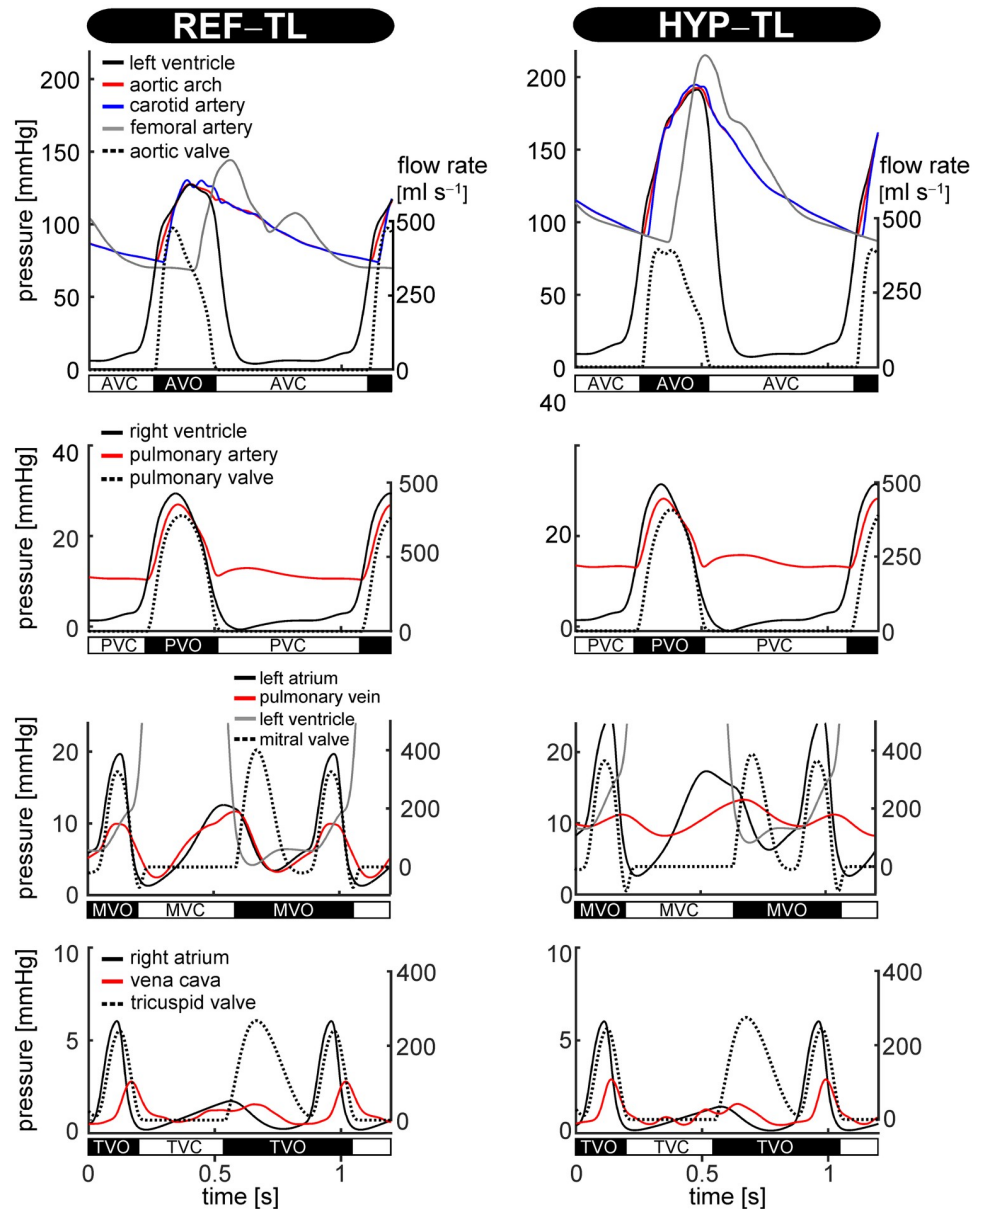 REF–TL
HYP–TL
left ventricle
aortic arch
carotid artery
femoral artery
aortic valve
pressure [mmHg]
200
150
100
50
0
flow rate
[ml s⁻¹]
500
250
0
AVC AVO AVC
200
150
100
50
0
flow rate
[ml s⁻¹]
500
250
0
AVC AVO AVC
right ventricle
pulmonary artery
pulmonary valve
pressure [mmHg]
40
20
0
500
500
0
PVC PVO PVC
40
20
0
500
250
0
PVC PVO PVC
left atrium
pulmonary vein
left ventricle
mitral valve
pressure [mmHg]
20
10
0
400
200
0
MVO MVC MVO
20
10
5
0
400
200
0
MVO MVC MVO
right atrium
vena cava
tricuspid valve
pressure [mmHg]
10
5
0
400
200
0
TVO TVC TVO
0 0.5 1
time [s]
10
5
2
0
400
200
0
TVO TVC TVO
0 0.5 1
time [s]